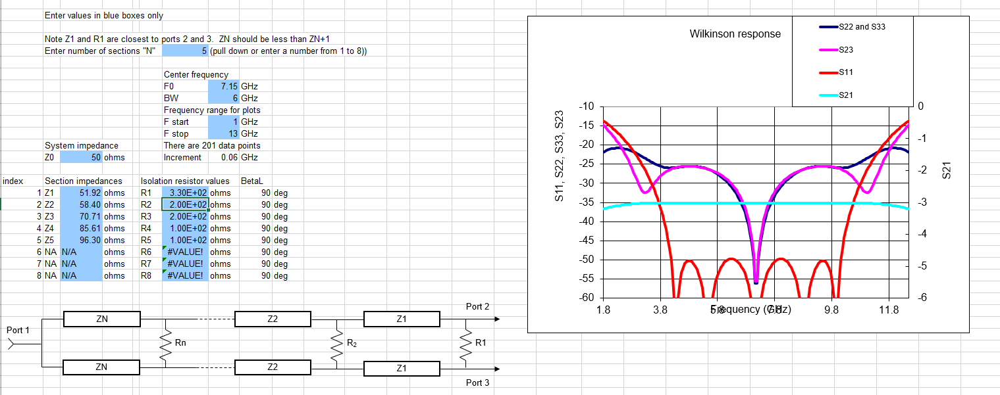 Enter values in blue boxes only
Note Z1 and R1 are closest to ports 2 and 3.  ZN should be less than ZN+1
Enter number of sections "N" 5 (pull down or enter a number from 1 to 8))
Center frequency
F0 7.15 GHz
BW 6 GHz
Frequency range for plots
F start 1 GHz
F stop 13 GHz
System impedance There are 201 data points
Z0 50 ohms Increment 0.06 GHz
index Section impedances Isolation resistor values BetaL
1 Z1 51.92 ohms R1 3.30E+02 ohms 90 deg
2 Z2 58.40 ohms R2 2.00E+02 ohms 90 deg
3 Z3 70.71 ohms R3 2.00E+02 ohms 90 deg
4 Z4 85.61 ohms R4 1.00E+02 ohms 90 deg
5 Z5 96.30 ohms R5 1.00E+02 ohms 90 deg
6 NA N/A ohms R6 #VALUE! ohms 90 deg
7 NA N/A ohms R7 #VALUE! ohms 90 deg
8 NA N/A ohms R8 #VALUE! ohms 90 deg
Port 1
ZN
Z2
Z1
Port 2
Rn
R2
R1
ZN
Z2
Z1
Port 3
Wilkinson response
S22 and S33
S23
S11
S21
S11, S22, S33, S23
-10
-15
-20
-25
-30
-35
-40
-45
-50
-55
-60
0
-1
-2
-3
-4
-5
-6
S21
1.8 3.8 5.8 7.8 9.8 11.8
Frequency (GHz)